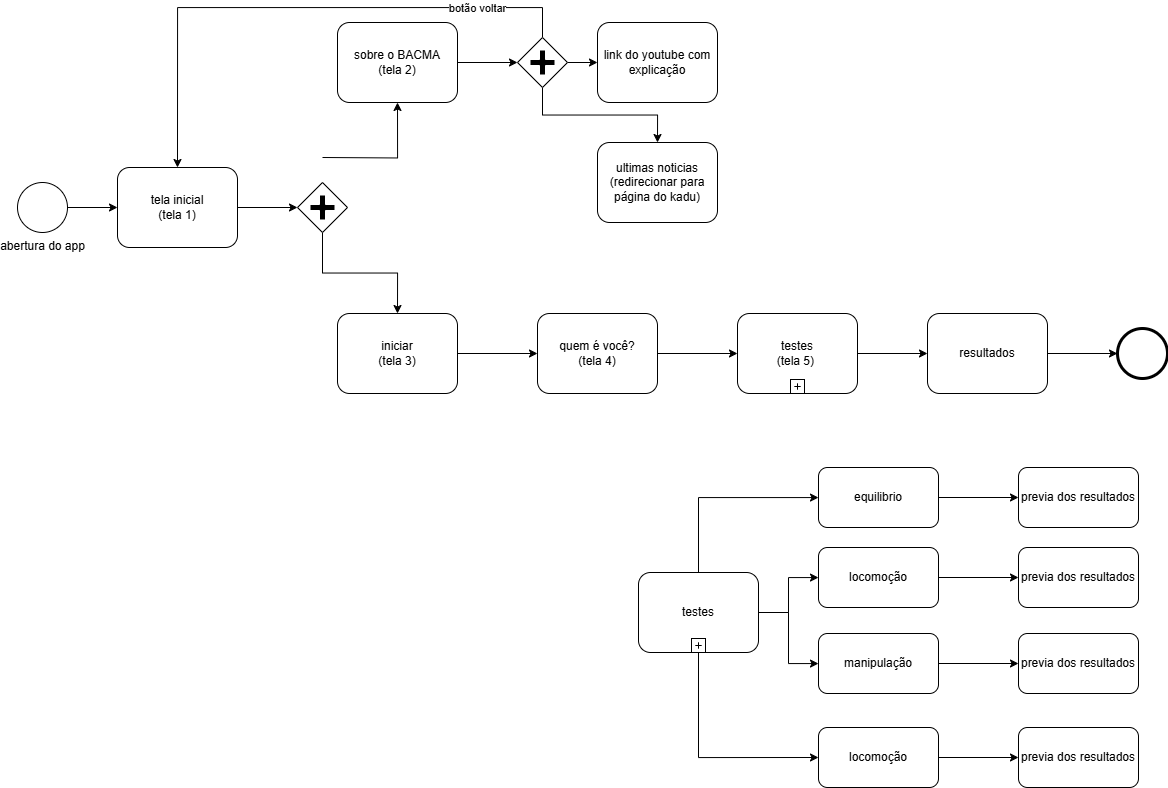 botão voltar
sobre o BACMA
(tela 2)
link do youtube com
explicação
ultimas noticias
(redirecionar para
página do kadu)
tela inicial
(tela 1)
abertura do app
iniciar
(tela 3)
quem é você?
(tela 4)
testes
(tela 5)
resultados
equilibrio
previa dos resultados
locomoção
previa dos resultados
testes
manipulação
previa dos resultados
locomoção
previa dos resultados